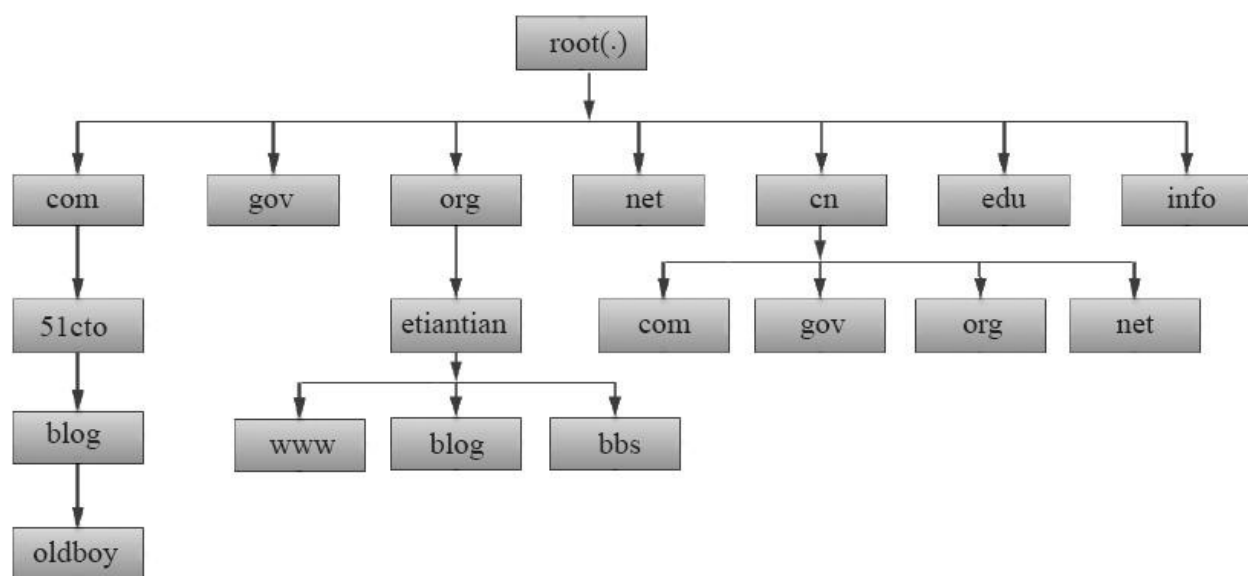 root(.)
com gov org net cn edu info
51cto etiantian com gov org net
blog www blog bbs
oldboy